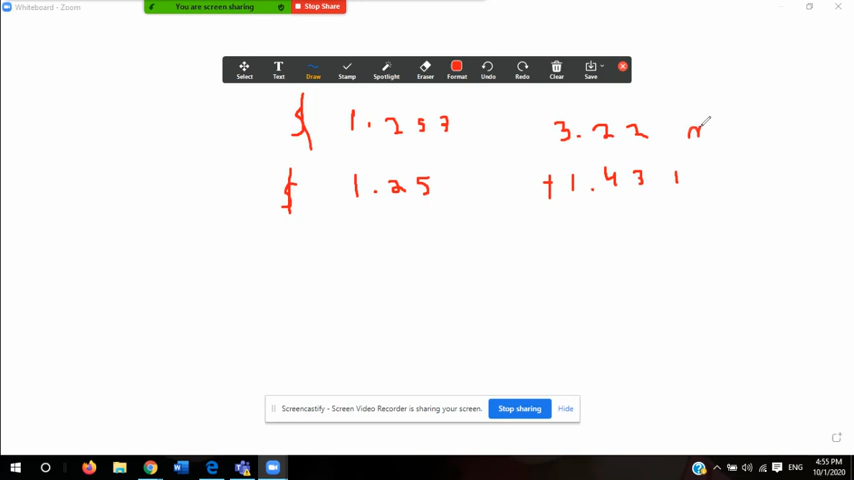 Whiteboard - Zoom
You are screen sharing
Stop Share
Select Text Draw Stamp Spotlight Eraser Format Undo Redo Clear Save
1.257
3.22
1.25
+1.431
Screencastify - Screen Video Recorder is sharing your screen.
Stop sharing
Hide
ENG
4:55 PM
10/1/2020